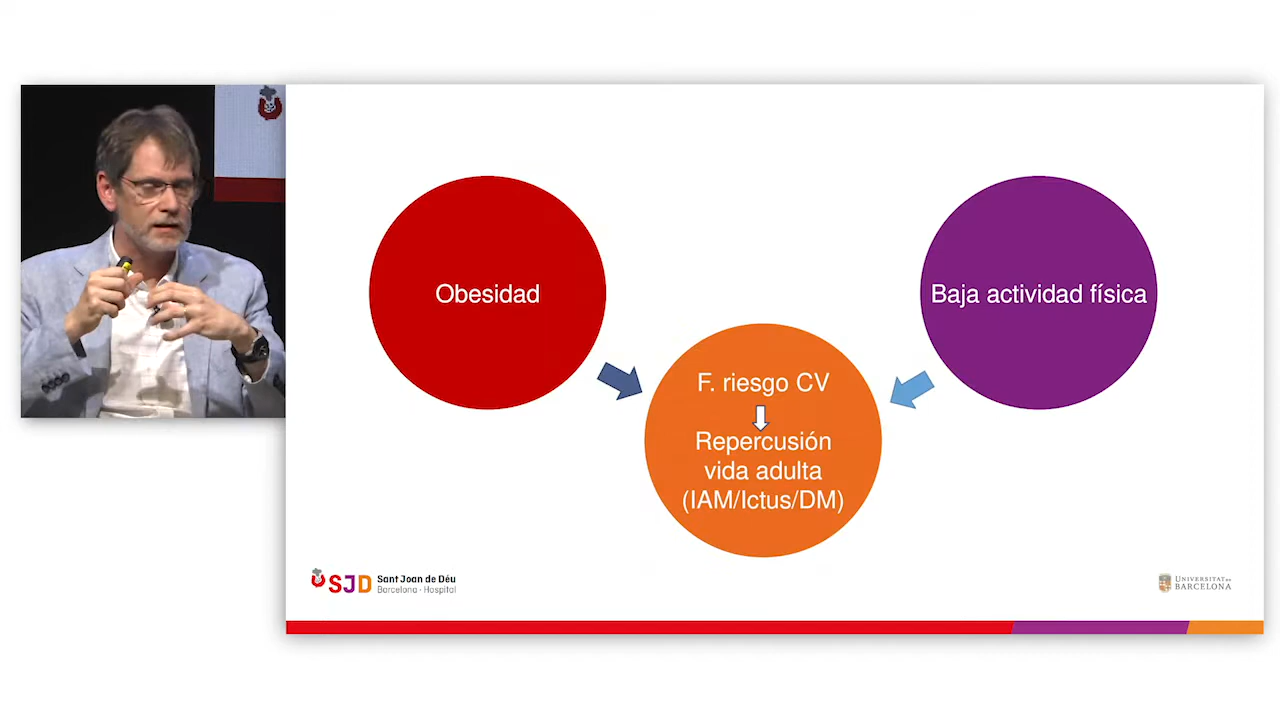 Obesidad
Baja actividad física
F. riesgo CV
Repercusión
vida adulta
(IAM/Ictus/DM)
SJD
Sant Joan de Déu
Barcelona · Hospital
UNIVERSITAT DE
BARCELONA